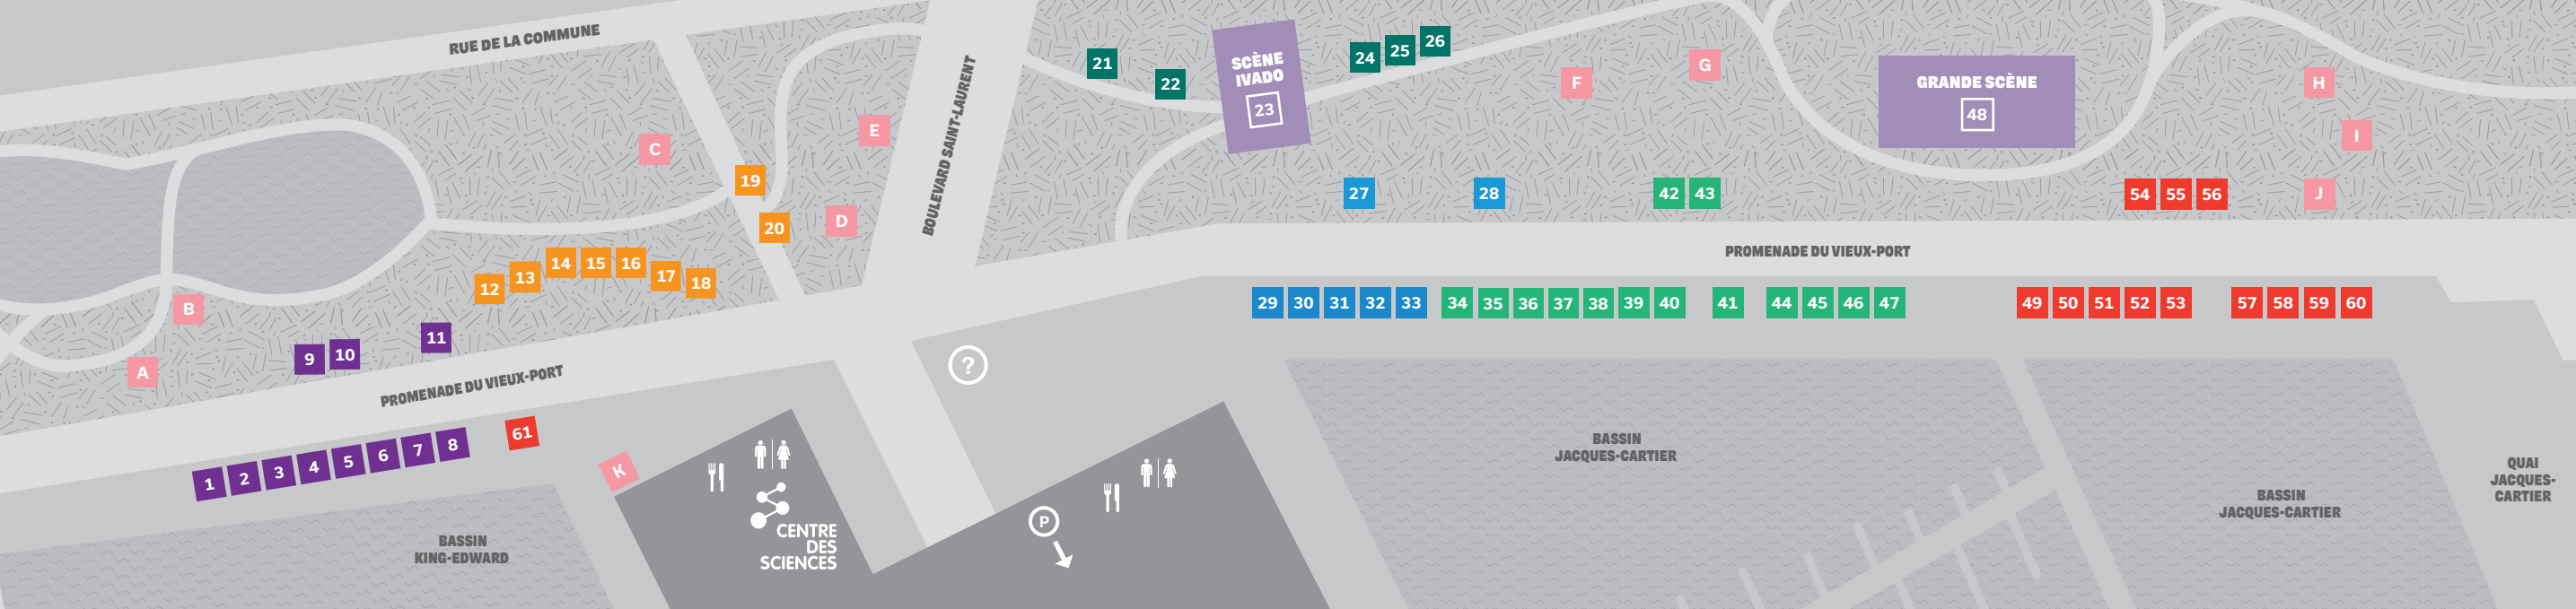 RUE DE LA COMMUNE
BOULEVARD SAINT-LAURENT
21
22
SCÈNE
IVADO
23
24 25 26
F
G
GRANDE SCÈNE
48
H
I
J
C
E
D
19
20
27
28
42 43
54 55 56
PROMENADE DU VIEUX-PORT
12 13 14 15 16 17 18
B
A
9 10
11
PROMENADE DU VIEUX-PORT
29 30 31 32 33
34 35 36 37 38 39 40
41
44 45 46 47
49 50 51 52 53
57 58 59 60
?
1 2 3 4 5 6 7 8
61
K
BASSIN
KING-EDWARD
CENTRE
DES
SCIENCES
P
BASSIN
JACQUES-CARTIER
BASSIN
JACQUES-CARTIER
QUAI
JACQUES-
CARTIER